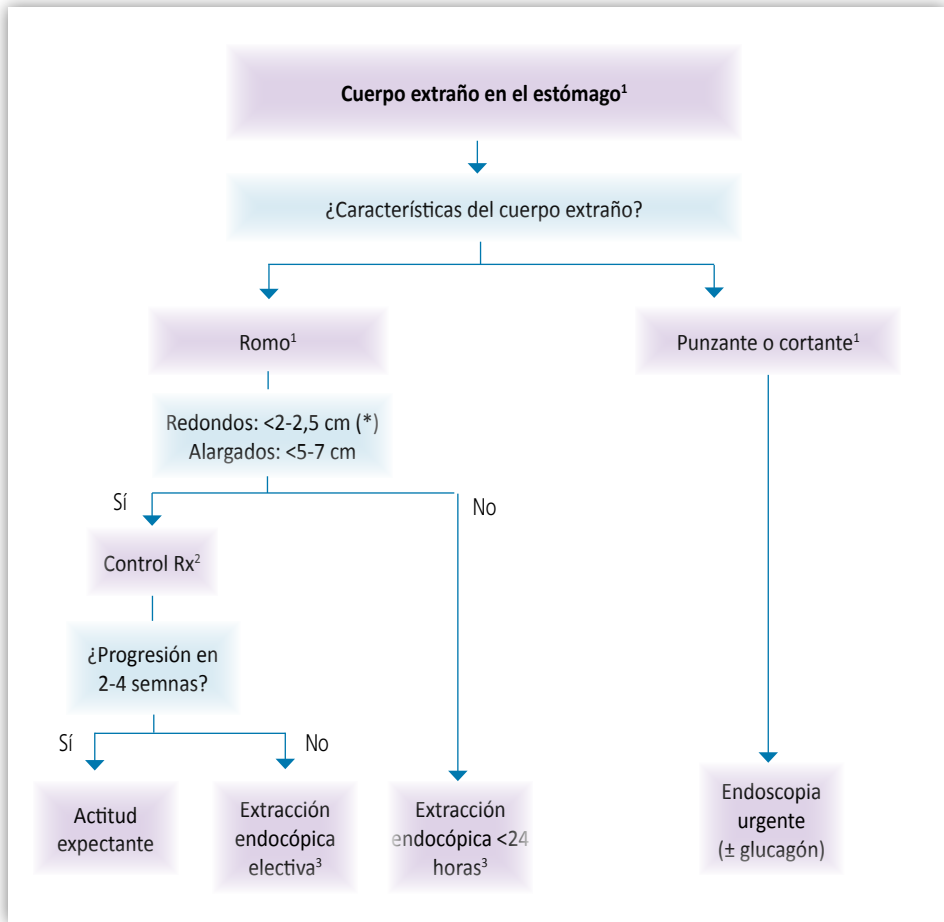 Cuerpo extraño en el estómago¹
¿Características del cuerpo extraño?
Romo¹
Punzante o cortante¹
Redondos: <2-2,5 cm (*)
Alargados: <5-7 cm
Sí
No
Control Rx²
¿Progresión en
2-4 semnas?
Sí
No
Actitud
expectante
Extracción
endocópica
electiva³
Extracción
endocópica <24
horas³
Endoscopia
urgente
(± glucagón)